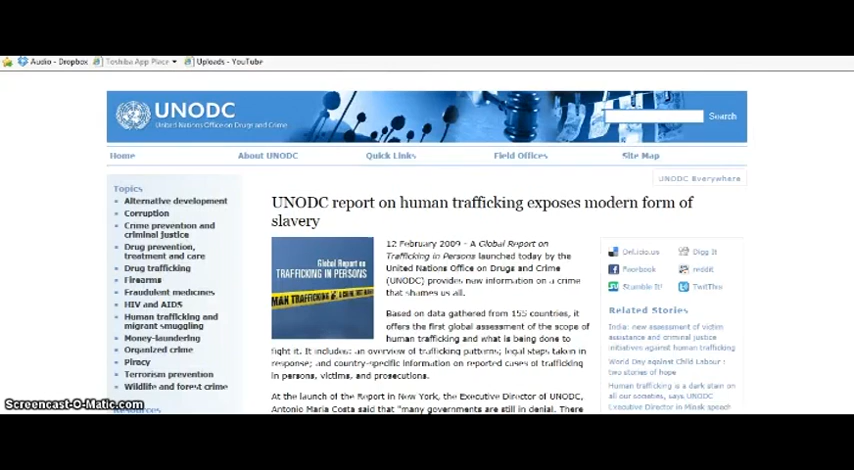 Audio - Dropbox Toshiba App Place Uploads - YouTube
UNODC
United Nations Office on Drugs and Crime
Search
Home About UNODC Quick Links Field Offices Site Map
UNODC Everywhere
Topics
Alternative development
Corruption
Crime prevention and
criminal justice
Drug prevention,
treatment and care
Drug trafficking
Firearms
Fraudulent medicines
HIV and AIDS
Human trafficking and
migrant smuggling
Money-laundering
Organized crime
Piracy
Terrorism prevention
Wildlife and forest crime
Resources
UNODC report on human trafficking exposes modern form of
slavery
Global Report on
TRAFFICKING IN PERSONS
MAN TRAFFICKING A CRIME THAT
12 February 2009 - A Global Report on
Trafficking in Persons launched today by the
United Nations Office on Drugs and Crime
(UNODC) provides new information on a crime
that shames us all.
Based on data gathered from 155 countries, it
offers the first global assessment of the scope of
human trafficking and what is being done to
fight it. It includes: an overview of trafficking patterns; legal steps taken in
response; and country-specific information on reported cases of trafficking
in persons, victims, and prosecutions.
At the launch of the Report in New York, the Executive Director of UNODC,
Antonio Maria Costa said that "many governments are still in denial. There
Del.icio.us Digg It
Facebook reddit
Stumble It! TwitThis
Related Stories
India: new assessment of victim
assistance and criminal justice
initiatives against human trafficking
World Day against Child Labour :
two stories of hope
Human trafficking is a dark stain on
all our societies, says UNODC
Executive Director in Minsk speech
Screencast-O-Matic.com